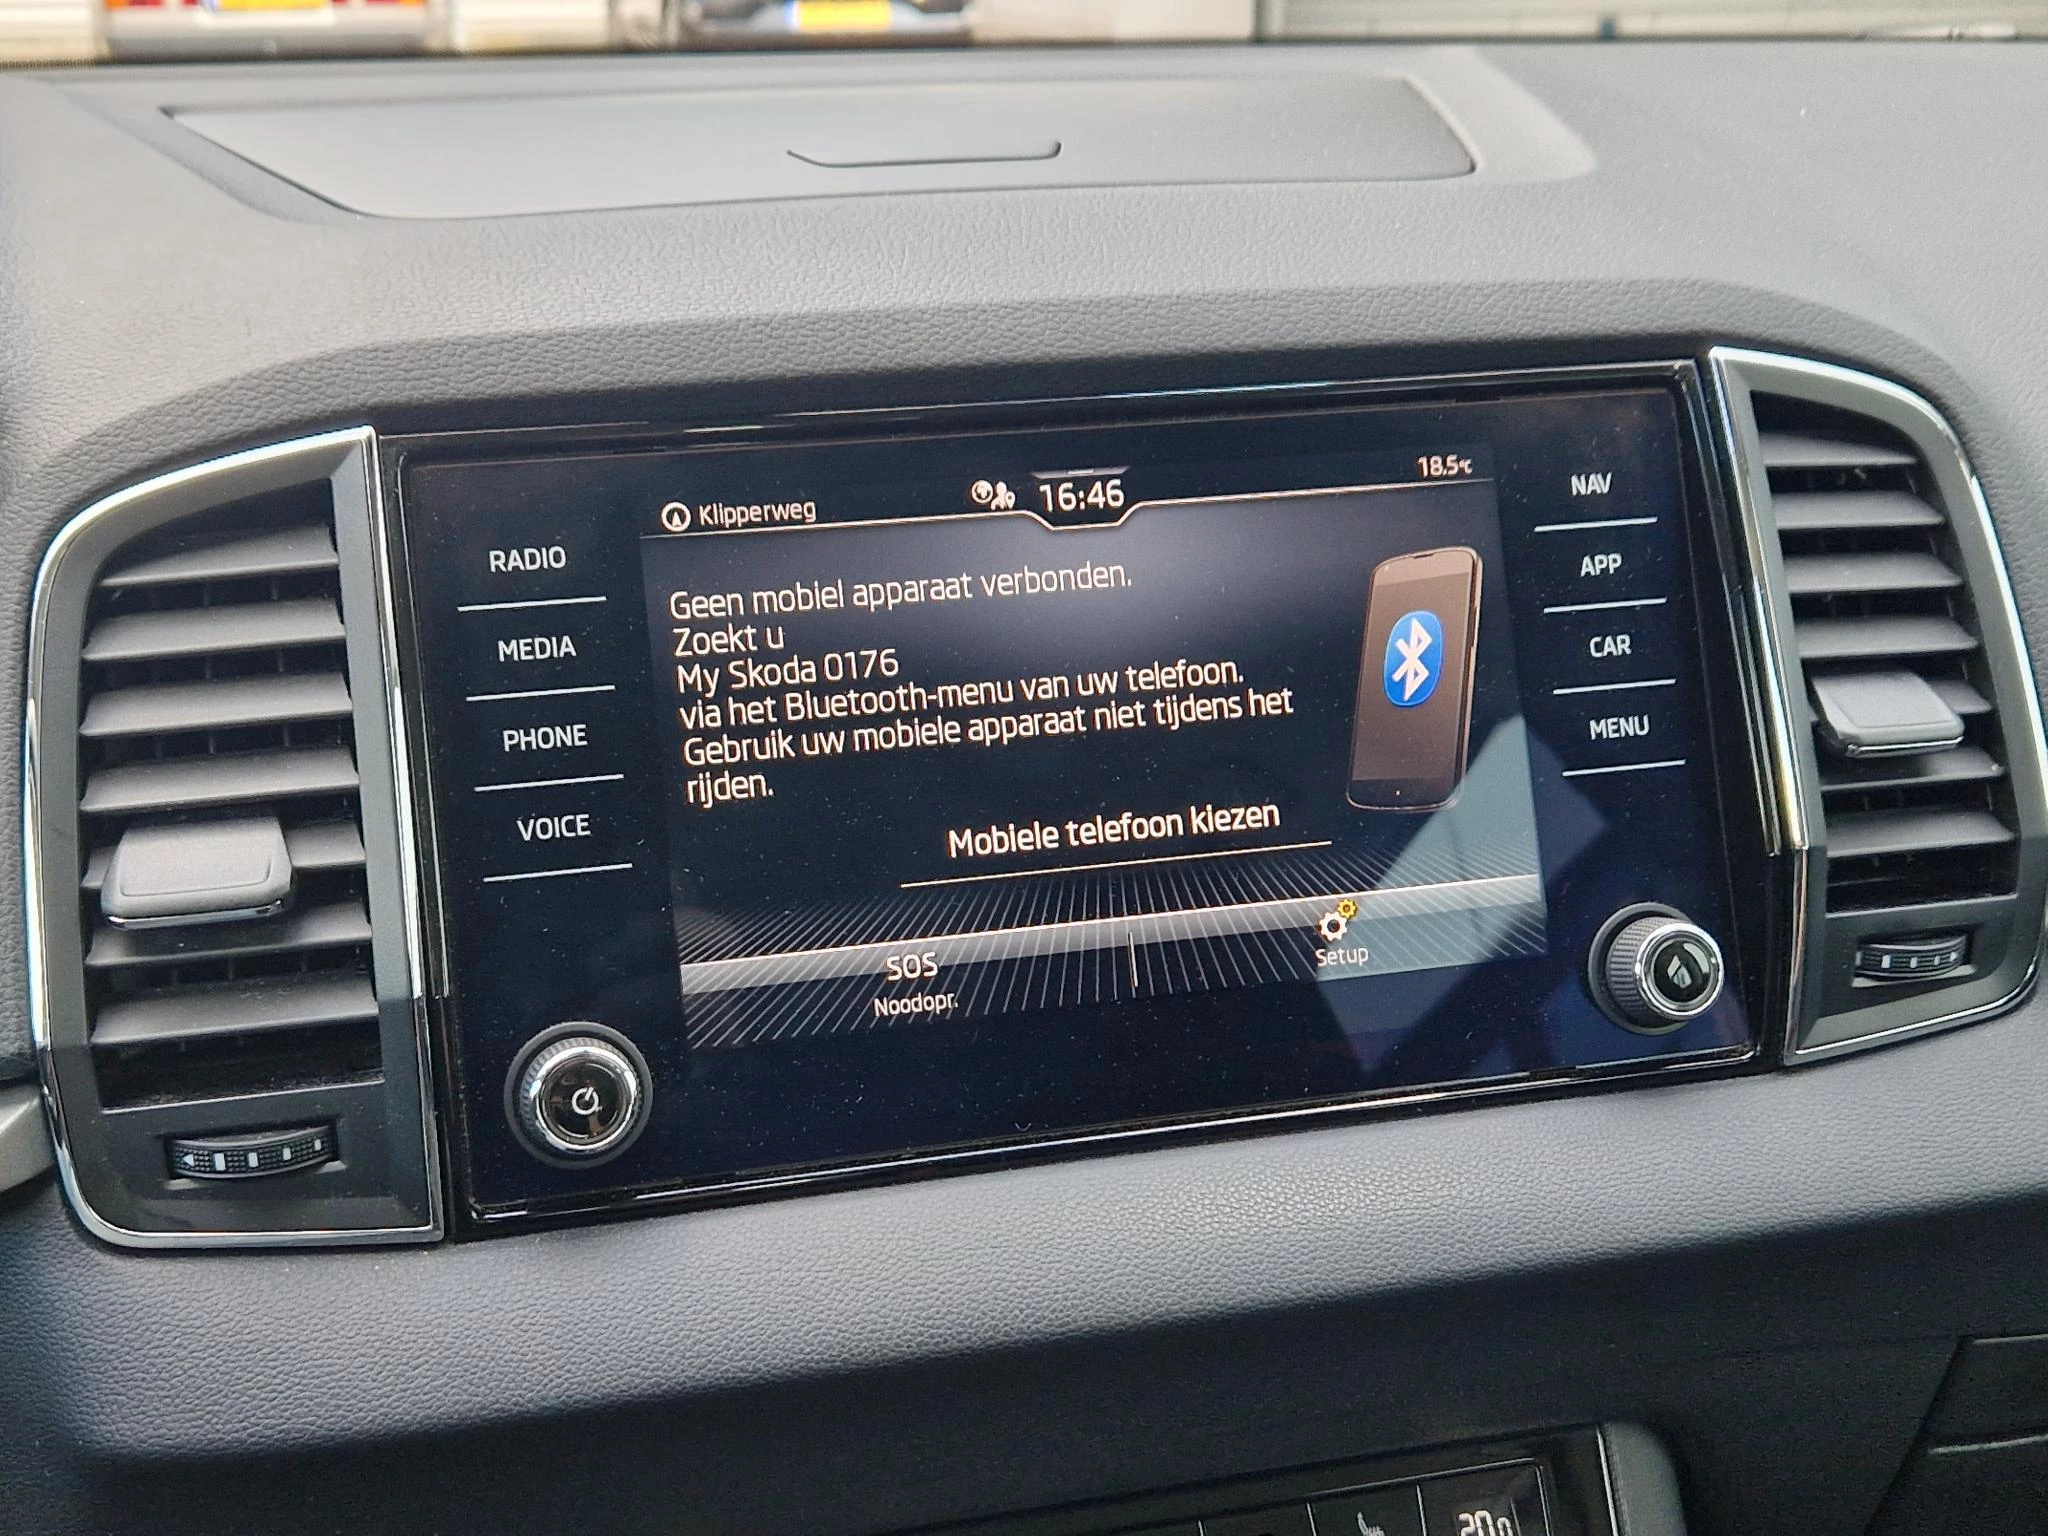 Klipperweg
16:46
18.5°C
RADIO
MEDIA
PHONE
VOICE
Geen mobiel apparaat verbonden.
Zoekt u
My Skoda 0176
via het Bluetooth-menu van uw telefoon.
Gebruik uw mobiele apparaat niet tijdens het
rijden.
Mobiele telefoon kiezen
SOS
Noodopr.
Setup
NAV
APP
CAR
MENU